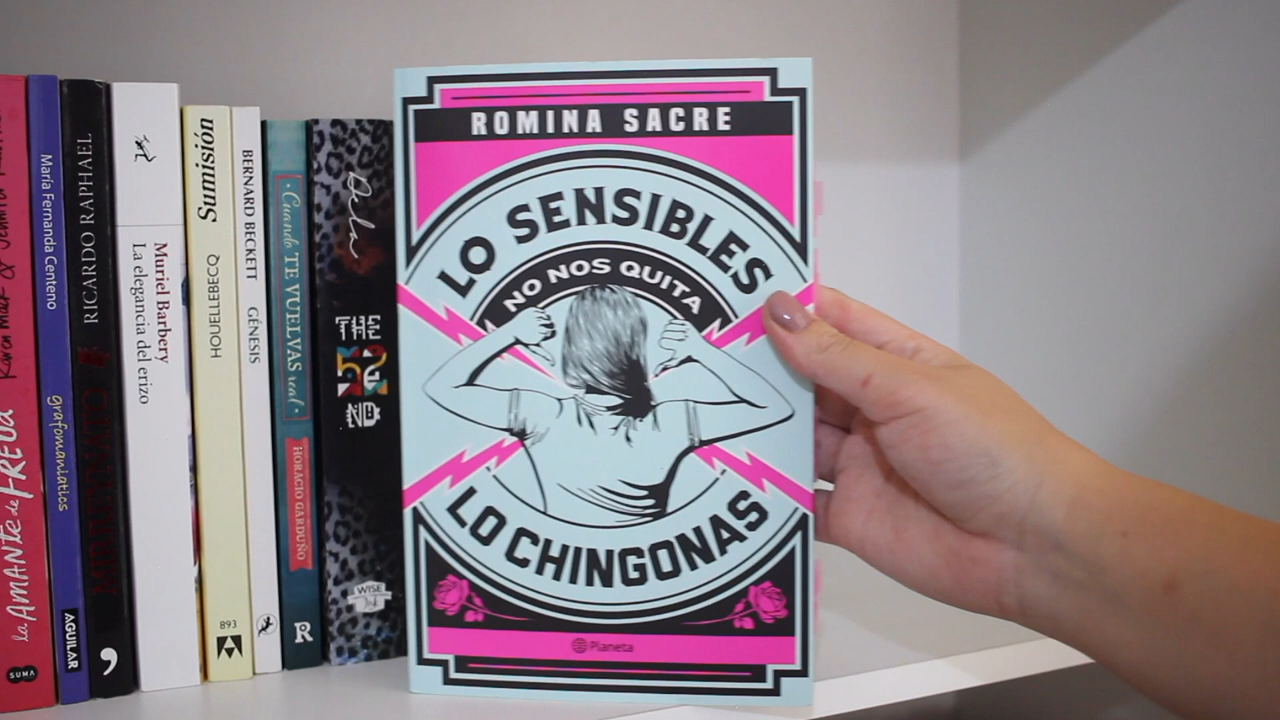 la AMANTE de FREUD
SUMA
María Fernanda Centeno
grafomaniatics
AGUILAR
RICARDO RAPHAEL
Muriel Barbery
La elegancia del erizo
Sumisión
HOUELLEBECQ
893
BERNARD BECKETT
GÉNESIS
Cuando TE VUELVAS real
HORACIO GARDUÑO
R
THE
52
ND
WISE
ROMINA SACRE
LO SENSIBLES
NO NOS QUITA
LO CHINGONAS
Planeta